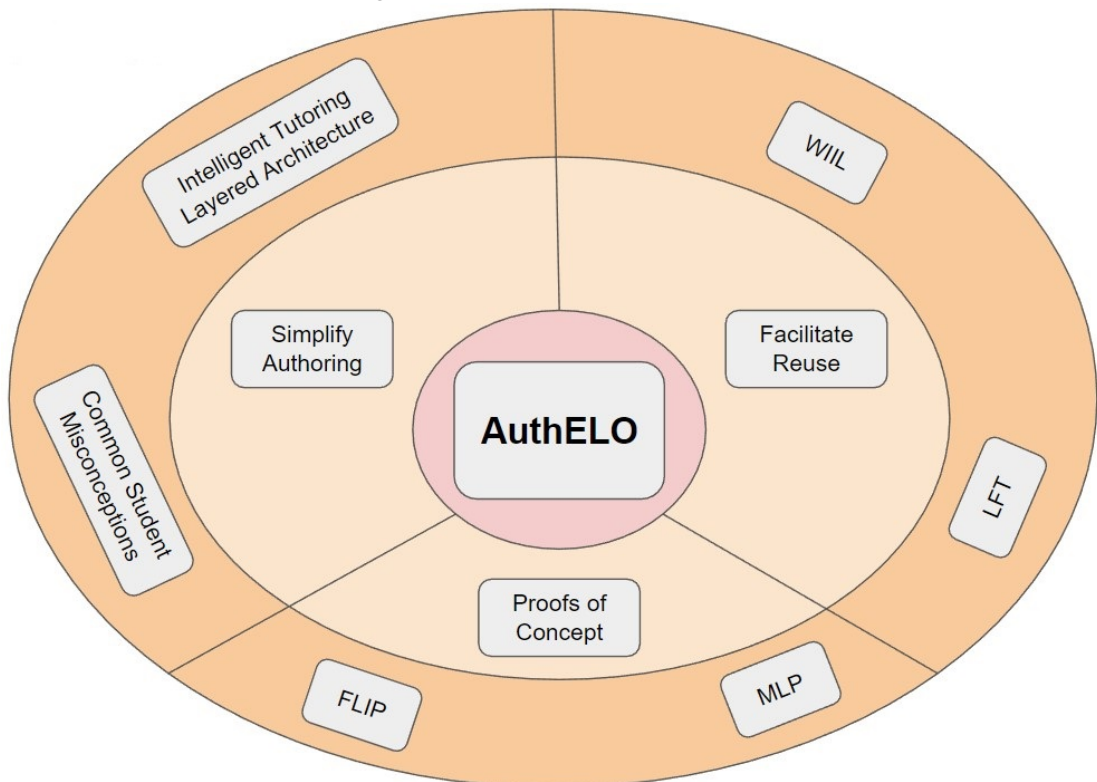 Intelligent Tutoring
Layered Architecture
WIIL
Simplify
Authoring
Facilitate
Reuse
AuthELO
Common Student
Misconceptions
LFT
Proofs of
Concept
FLIP
MLP